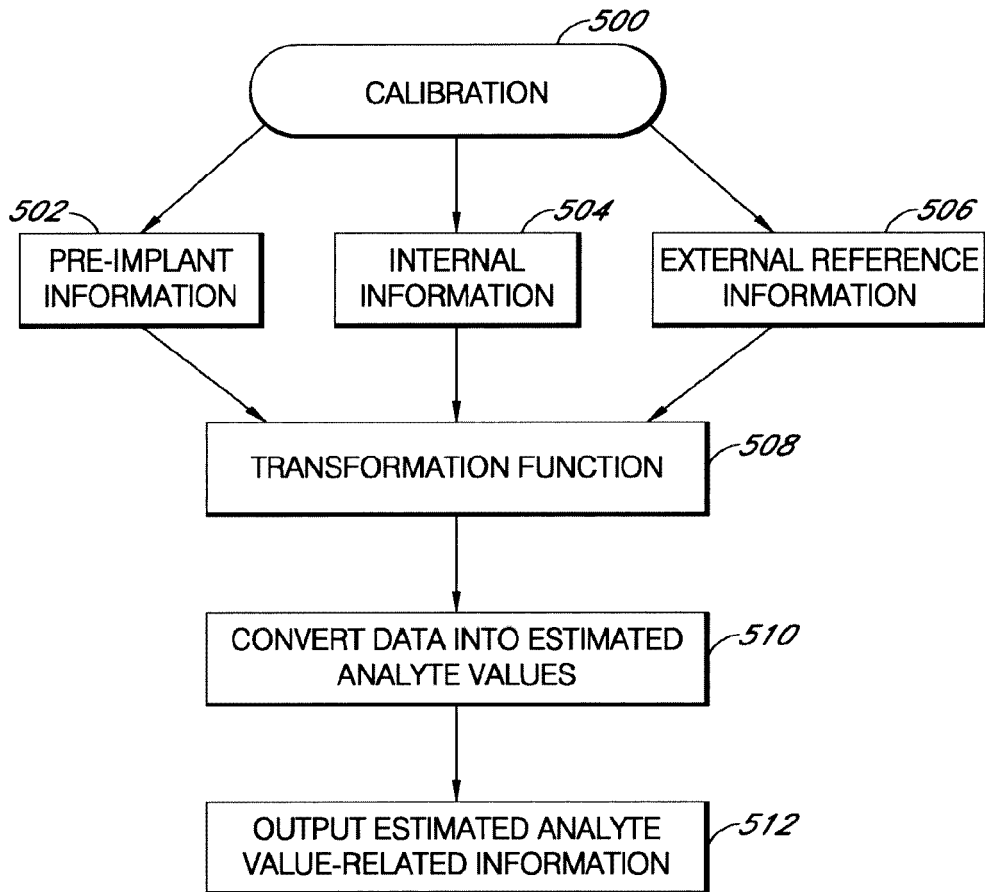 500
CALIBRATION
502
504
506
PRE-IMPLANT
INFORMATION
INTERNAL
INFORMATION
EXTERNAL REFERENCE
INFORMATION
TRANSFORMATION FUNCTION
508
CONVERT DATA INTO ESTIMATED
ANALYTE VALUES
510
OUTPUT ESTIMATED ANALYTE
VALUE-RELATED INFORMATION
512